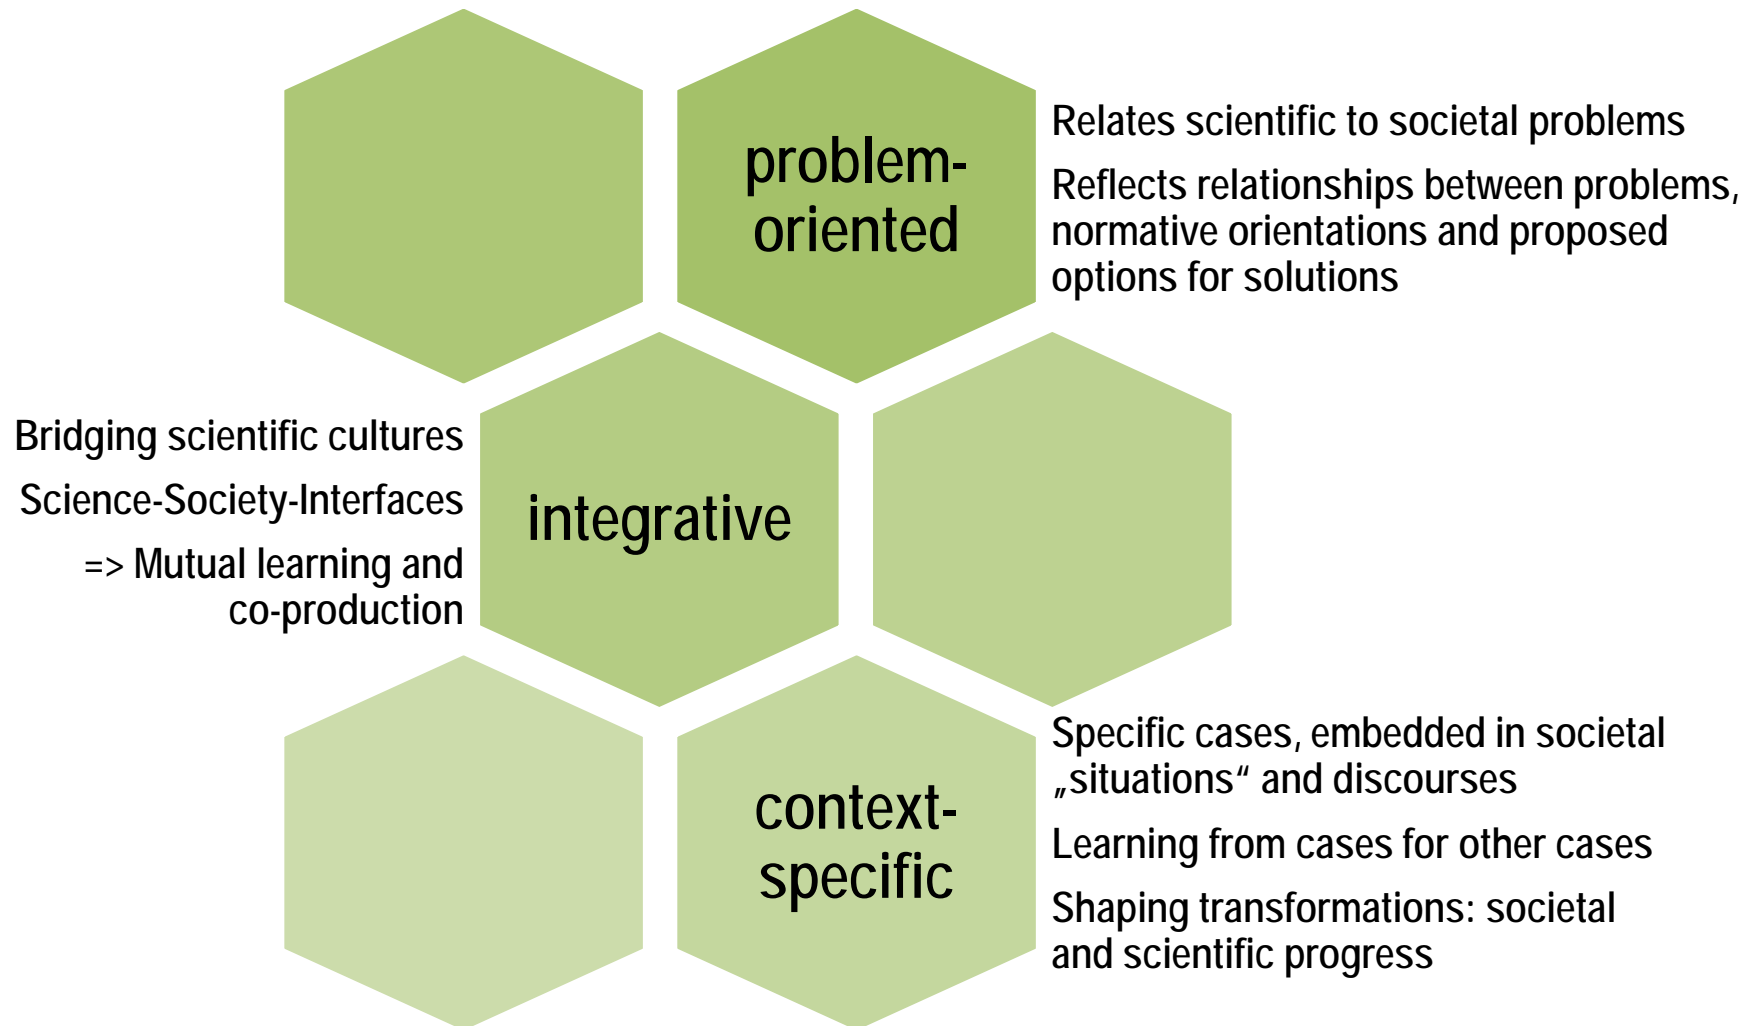 problem-
oriented
Relates scientific to societal problems
Reflects relationships between problems,
normative orientations and proposed
options for solutions
Bridging scientific cultures
Science-Society-Interfaces
=> Mutual learning and
co-production
integrative
context-
specific
Specific cases, embedded in societal
„situations“ and discourses
Learning from cases for other cases
Shaping transformations: societal
and scientific progress